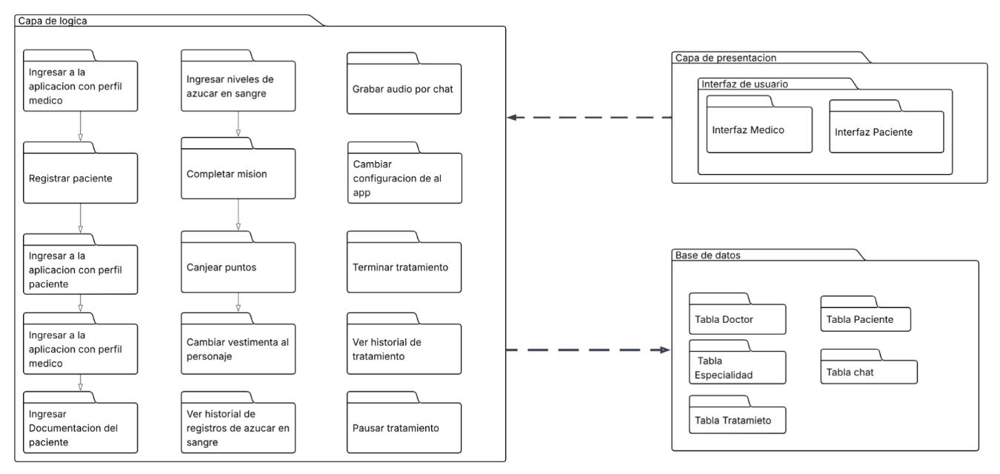 Capa de logica
Ingresar a la
aplicacion con perfil
medico
Registrar paciente
Ingresar a la
aplicacion con perfil
paciente
Ingresar a la
aplicacion con perfil
medico
Ingresar
Documentacion del
paciente
Ingresar niveles de
azucar en sangre
Completar mision
Canjear puntos
Cambiar vestimenta al
personaje
Ver historial de
registros de azucar en
sangre
Grabar audio por chat
Cambiar
configuracion de al
app
Terminar tratamiento
Ver historial de
tratamiento
Pausar tratamiento
Capa de presentacion
Interfaz de usuario
Interfaz Medico
Interfaz Paciente
Base de datos
Tabla Doctor
Tabla
Especialidad
Tabla Tratamieto
Tabla Paciente
Tabla chat